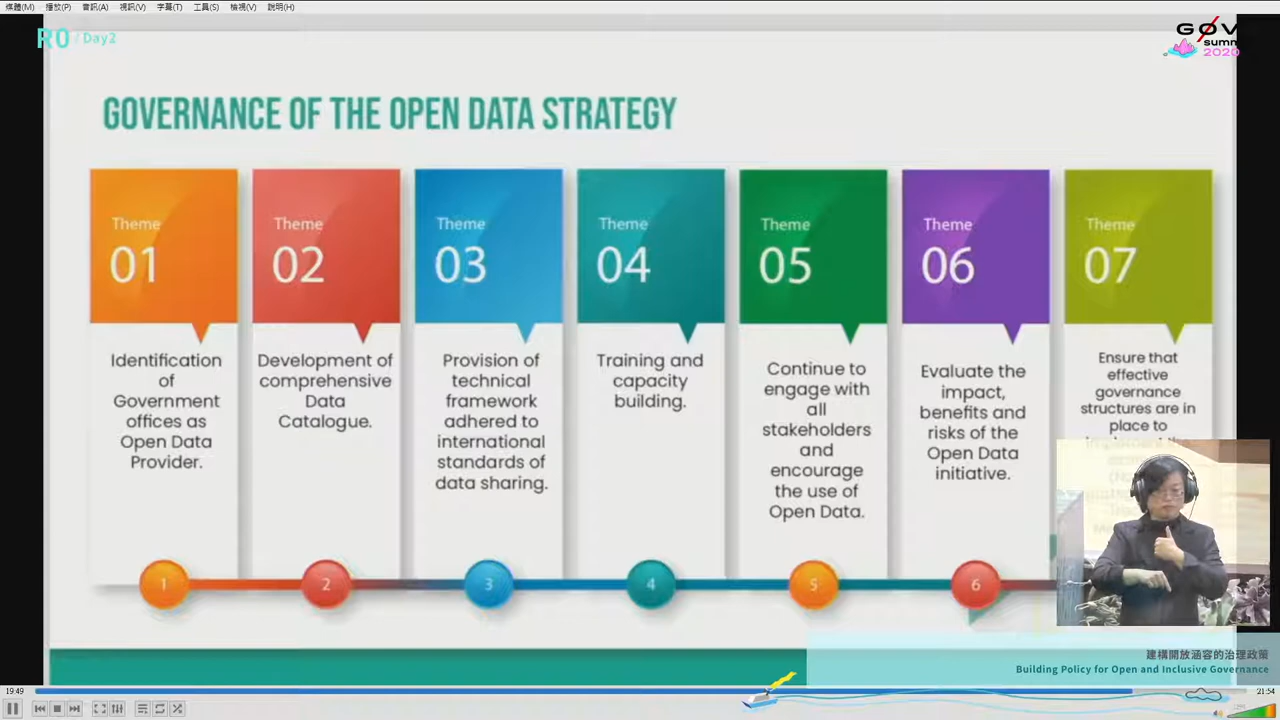 媒體(M) 播放(P) 音訊(A) 視訊(V) 字幕(T) 工具(S) 檢視(V) 說明(H)
R0 / Day2
GØV
summ
2020
GOVERNANCE OF THE OPEN DATA STRATEGY
Theme
01
Identification
of
Government
offices as
Open Data
Provider.
Theme
02
Development of
comprehensive
Data
Catalogue.
Theme
03
Provision of
technical
framework
adhered to
international
standards of
data sharing.
Theme
04
Training and
capacity
building.
Theme
05
Continue to
engage with
all
stakeholders
and
encourage
the use of
Open Data.
Theme
06
Evaluate the
impact,
benefits and
risks of the
Open Data
initiative.
Theme
07
Ensure that
effective
governance
structures are in
place to
1 2 3 4 5 6
建構開放涵容的治理政策
Building Policy for Open and Inclusive Governance
19:49
21:54